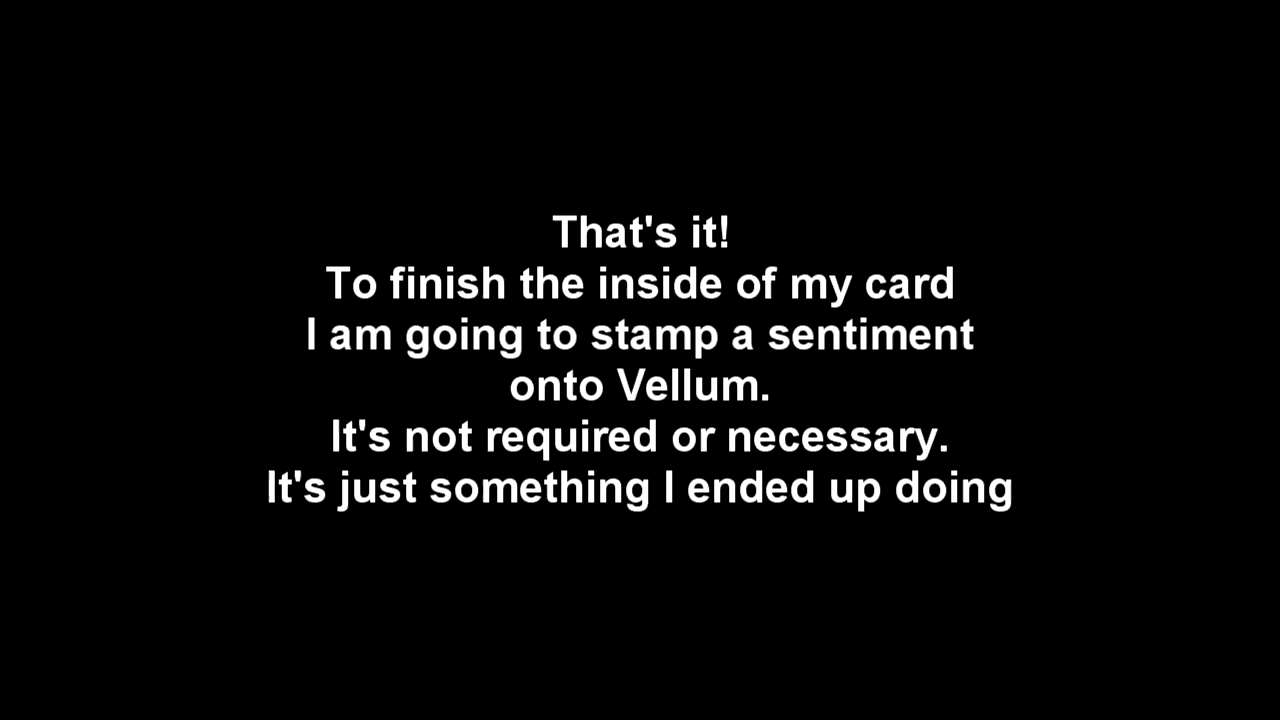 That's it!
To finish the inside of my card
I am going to stamp a sentiment
onto Vellum.
It's not required or necessary.
It's just something I ended up doing